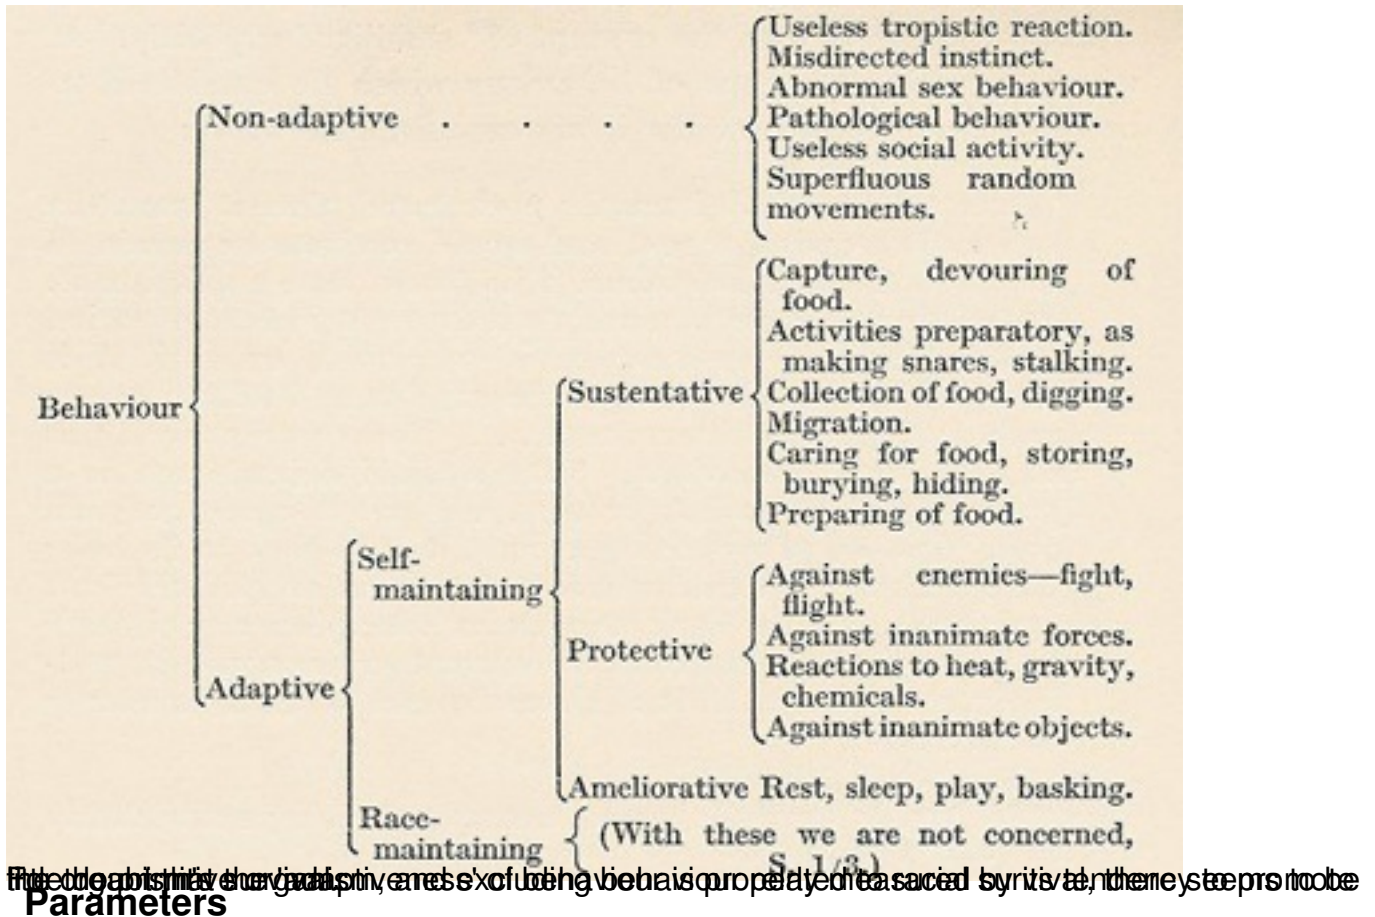 Useless tropistic reaction.
Misdirected instinct.
Abnormal sex behaviour.
Non-adaptive . . . . Pathological behaviour.
Useless social activity.
Superfluous random
movements.
Capture, devouring of
food.
Activities preparatory, as
making snares, stalking.
Behaviour Sustentative Collection of food, digging.
Migration.
Caring for food, storing,
burying, hiding.
Preparing of food.
Self-
maintaining
Against enemies—fight,
flight.
Against inanimate forces.
Protective
Reactions to heat, gravity,
chemicals.
Adaptive
Against inanimate objects.
Ameliorative Rest, sleep, play, basking.
Race-
maintaining
(With these we are not concerned,
S. 1/3.)
Parameters